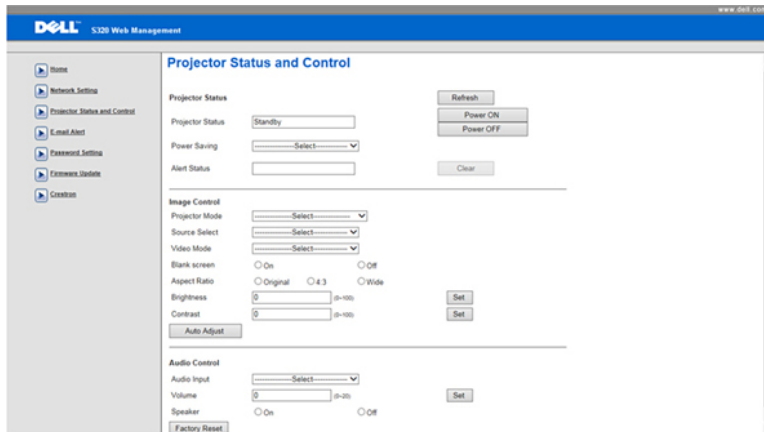 www.dell.com
DELL™ S320 Web Management
Home
Network Setting
Projector Status and Control
E-mail Alert
Password Setting
Firmware Update
Crestron
Projector Status and Control
Projector Status
Refresh
Power ON
Projector Status Standby
Power OFF
Power Saving ---------------Select---------------
Alert Status Clear
Image Control
Projector Mode ---------------Select---------------
Source Select ---------------Select---------------
Video Mode ---------------Select---------------
Blank screen On Off
Aspect Ratio Original 4:3 Wide
Brightness 0 (0~100) Set
Contrast 0 (0~100) Set
Auto Adjust
Audio Control
Audio Input ---------------Select---------------
Volume 0 (0~20) Set
Speaker On Off
Factory Reset